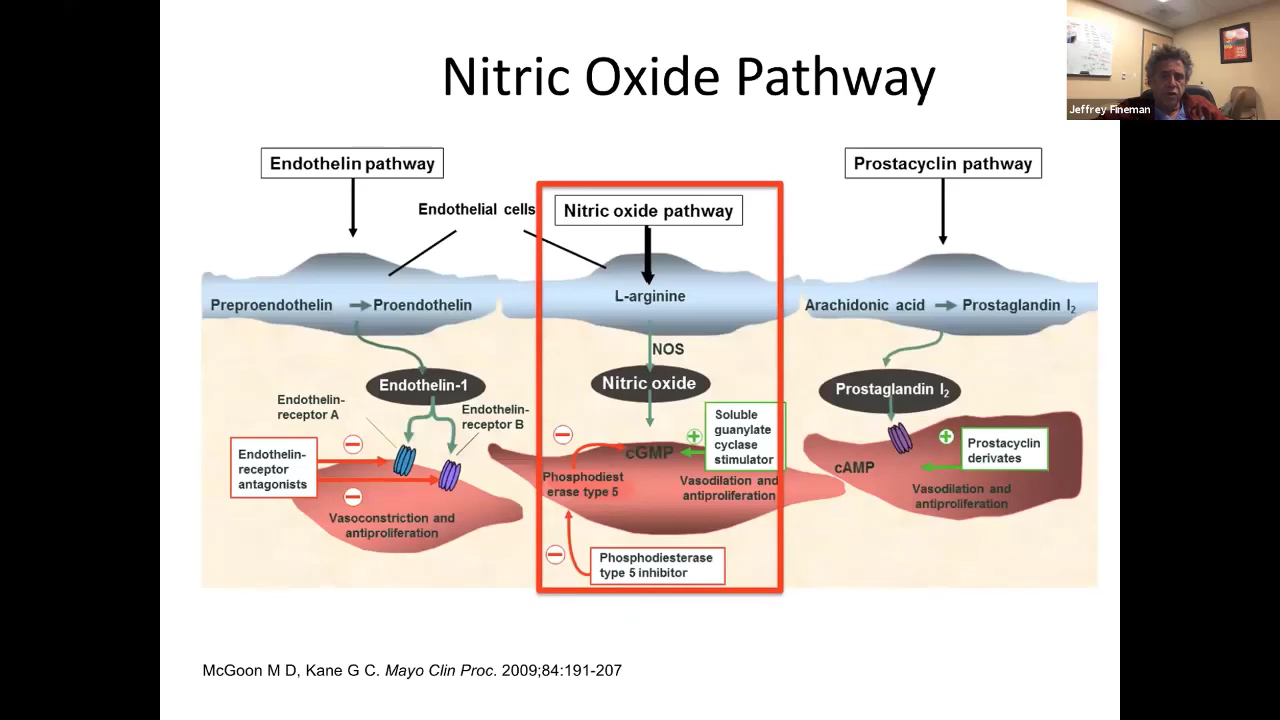 Nitric Oxide Pathway
Jeffrey Fineman
Endothelin pathway
Prostacyclin pathway
Endothelial cells
Nitric oxide pathway
Preproendothelin
Proendothelin
L-arginine
Arachidonic acid
Prostaglandin I2
NOS
Endothelin-1
Nitric oxide
Prostaglandin I2
Endothelin-
receptor A
Endothelin-
receptor B
Endothelin-
receptor
antagonists
Vasoconstriction and
antiproliferation
Soluble
guanylate
cyclase
stimulator
cGMP
Phosphodiest
erase type 5
Vasodilation and
antiproliferation
Phosphodiesterase
type 5 inhibitor
Prostacyclin
derivates
cAMP
Vasodilation and
antiproliferation
McGoon M D, Kane G C. Mayo Clin Proc. 2009;84:191-207